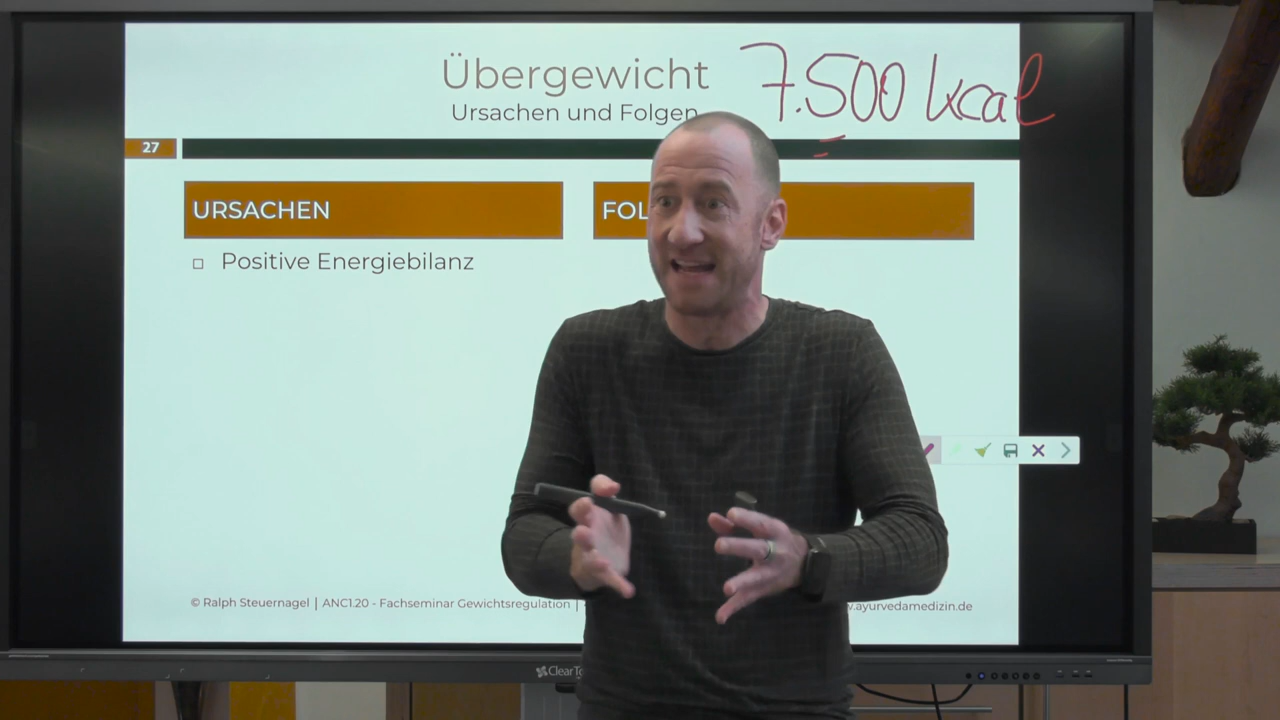 Übergewicht
7.500 kcal
Ursachen und Folgen
27
URSACHEN
FOL
□ Positive Energiebilanz
© Ralph Steuernagel | ANC1.20 - Fachseminar Gewichtsregulation |
.ayurvedamedizin.de
ClearTo